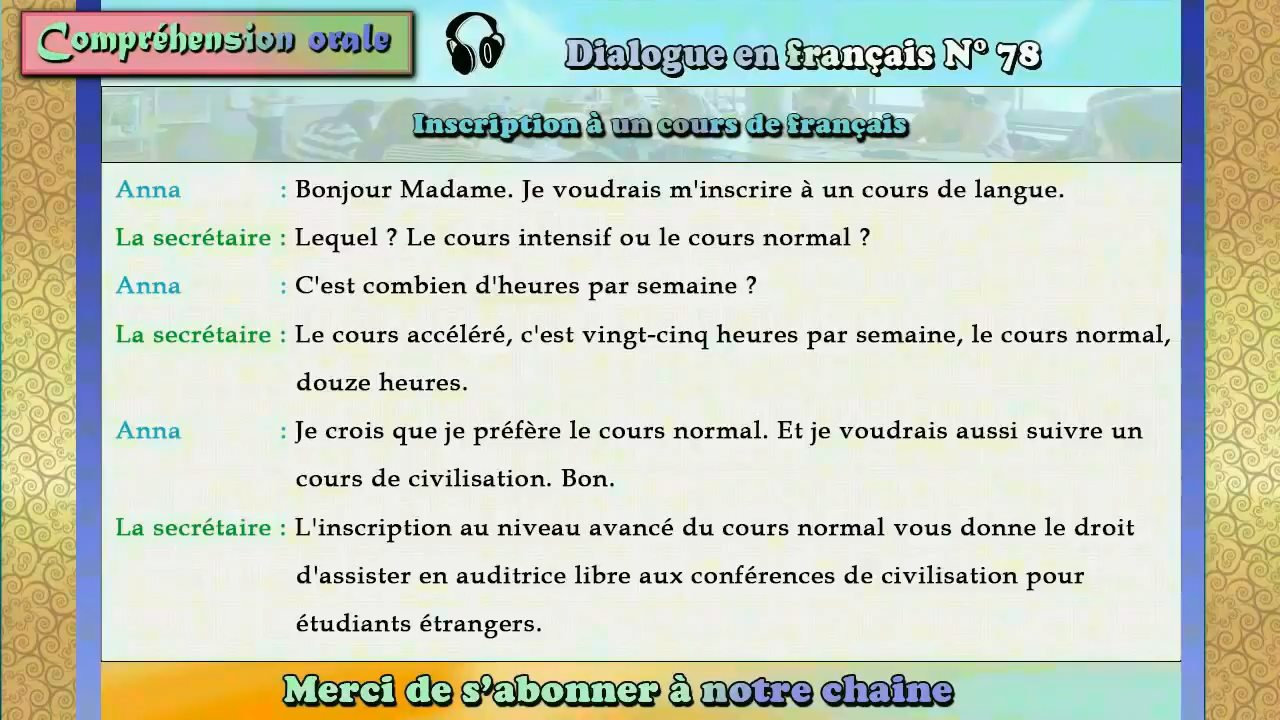 Compréhension orale
Dialogue en français N° 78
Inscription à un cours de français
Anna : Bonjour Madame. Je voudrais m'inscrire à un cours de langue.
La secrétaire : Lequel ? Le cours intensif ou le cours normal ?
Anna : C'est combien d'heures par semaine ?
La secrétaire : Le cours accéléré, c'est vingt-cinq heures par semaine, le cours normal,
douze heures.
Anna : Je crois que je préfère le cours normal. Et je voudrais aussi suivre un
cours de civilisation. Bon.
La secrétaire : L'inscription au niveau avancé du cours normal vous donne le droit
d'assister en auditrice libre aux conférences de civilisation pour
étudiants étrangers.
Merci de s’abonner à notre chaine